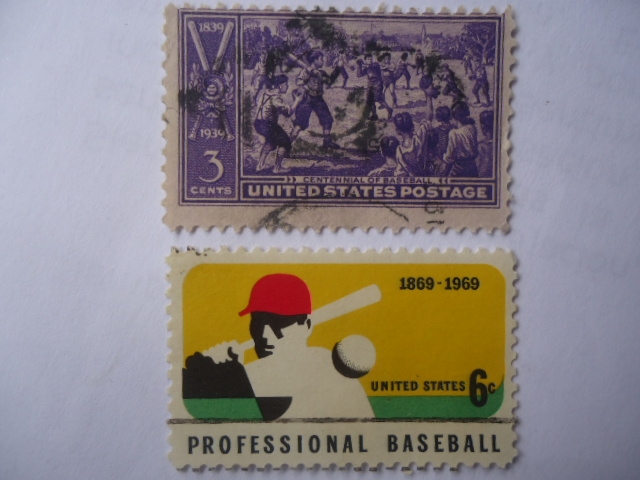 1839
1939
3
CENTS
CENTENNIAL OF BASEBALL
UNITED STATES POSTAGE
1869-1969
UNITED STATES 6c
PROFESSIONAL BASEBALL